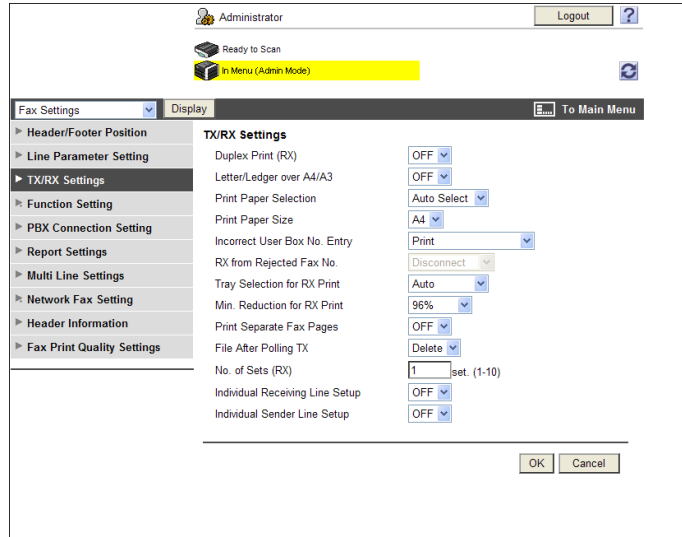 Administrator
Logout
?
Ready to Scan
In Menu (Admin Mode)
Fax Settings
Display
To Main Menu
Header/Footer Position
Line Parameter Setting
TX/RX Settings
Function Setting
PBX Connection Setting
Report Settings
Multi Line Settings
Network Fax Setting
Header Information
Fax Print Quality Settings
TX/RX Settings
Duplex Print (RX) OFF
Letter/Ledger over A4/A3 OFF
Print Paper Selection Auto Select
Print Paper Size A4
Incorrect User Box No. Entry Print
RX from Rejected Fax No. Disconnect
Tray Selection for RX Print Auto
Min. Reduction for RX Print 96%
Print Separate Fax Pages OFF
File After Polling TX Delete
No. of Sets (RX) 1 set. (1-10)
Individual Receiving Line Setup OFF
Individual Sender Line Setup OFF
OK Cancel